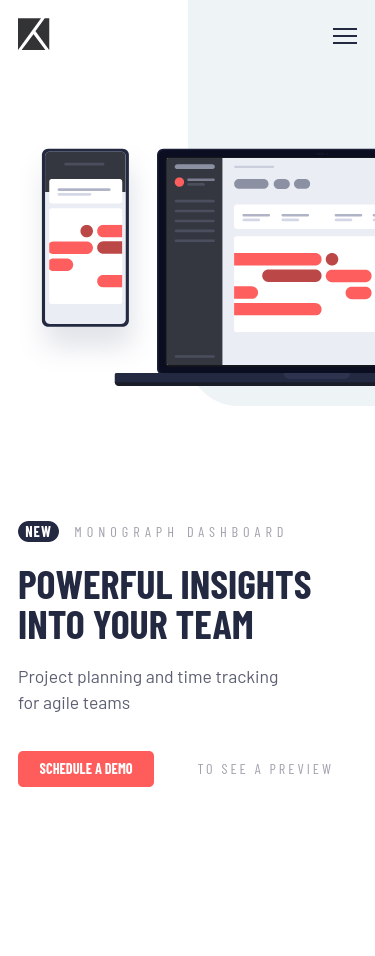 NEW MONOGRAPH DASHBOARD
POWERFUL INSIGHTS
INTO YOUR TEAM
Project planning and time tracking
for agile teams
SCHEDULE A DEMO TO SEE A PREVIEW